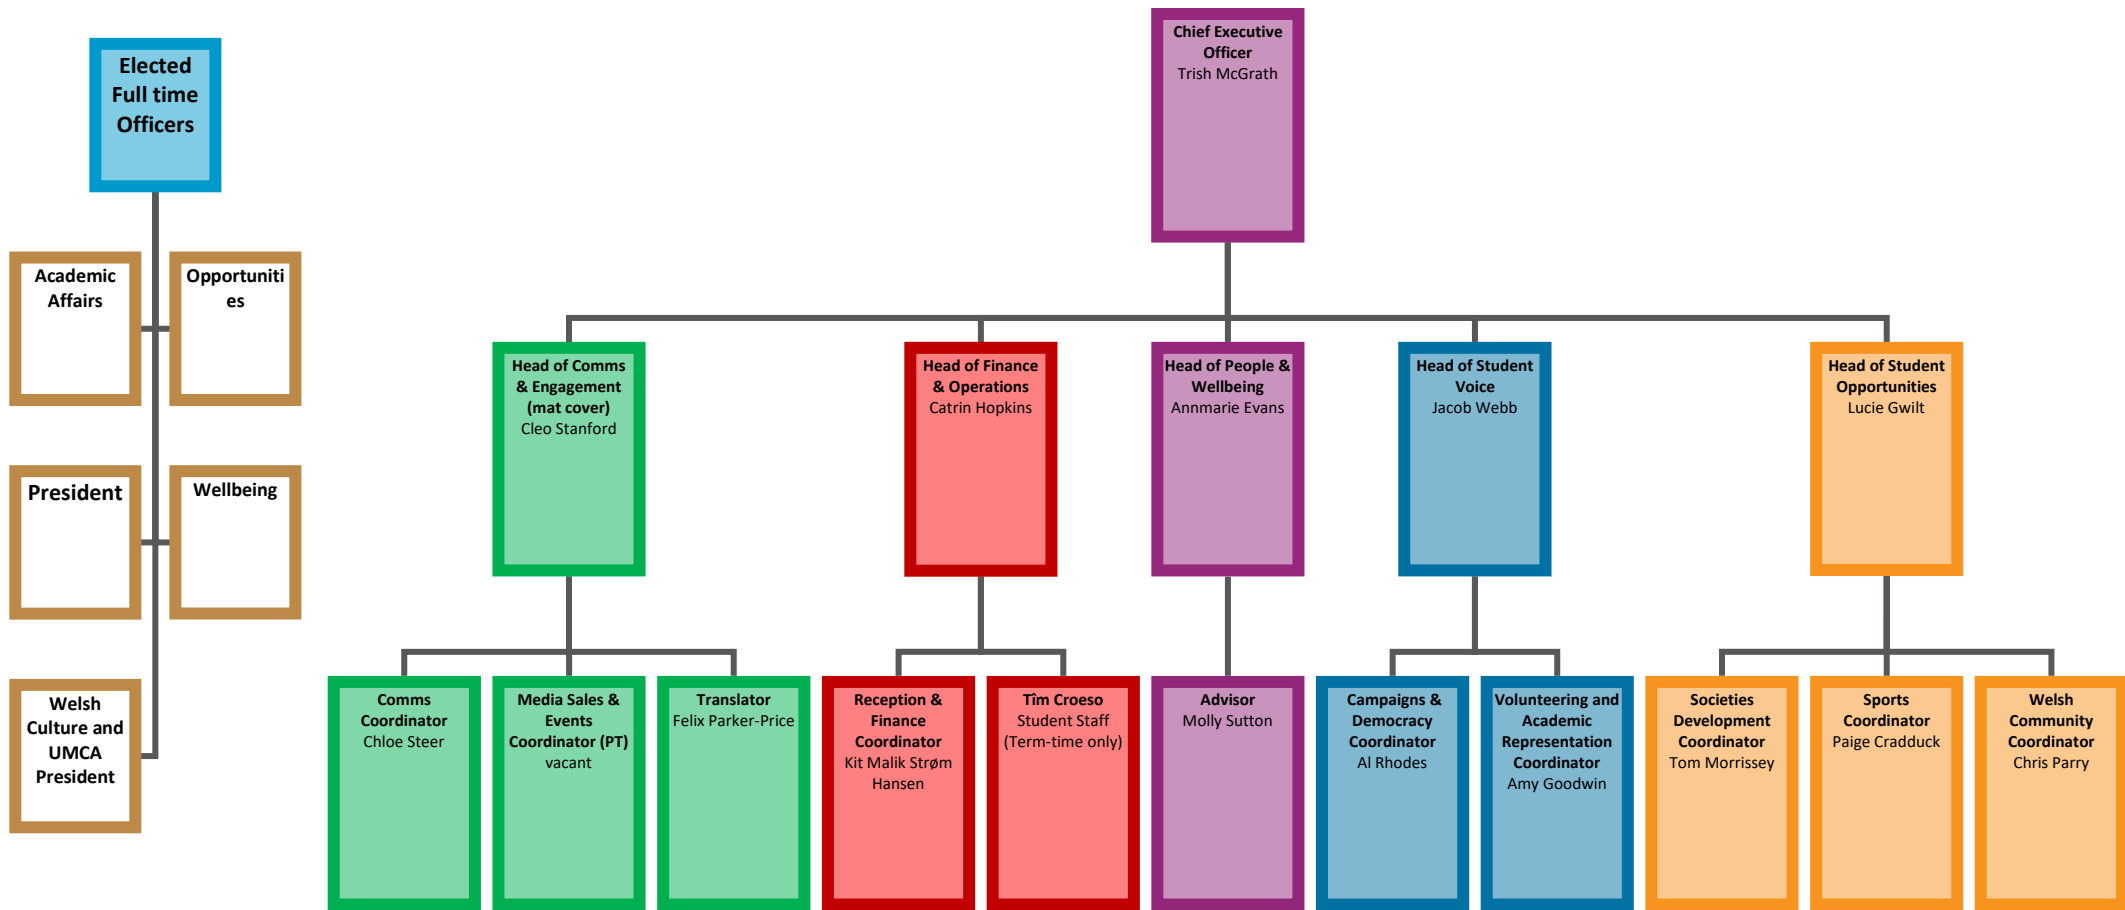 Elected
Full time
Officers
Academic
Affairs
Opportuniti
es
President
Wellbeing
Welsh
Culture and
UMCA
President
Chief Executive
Officer
Trish McGrath
Head of Comms
& Engagement
(mat cover)
Cleo Stanford
Head of Finance
& Operations
Catrin Hopkins
Head of People &
Wellbeing
Annmarie Evans
Head of Student
Voice
Jacob Webb
Head of Student
Opportunities
Lucie Gwilt
Comms
Coordinator
Chloe Steer
Media Sales &
Events
Coordinator (PT)
vacant
Translator
Felix Parker-Price
Reception &
Finance
Coordinator
Kit Malik Strøm
Hansen
Tîm Croeso
Student Staff
(Term-time only)
Advisor
Molly Sutton
Campaigns &
Democracy
Coordinator
Al Rhodes
Volunteering and
Academic
Representation
Coordinator
Amy Goodwin
Societies
Development
Coordinator
Tom Morrissey
Sports
Coordinator
Paige Cradduck
Welsh
Community
Coordinator
Chris Parry